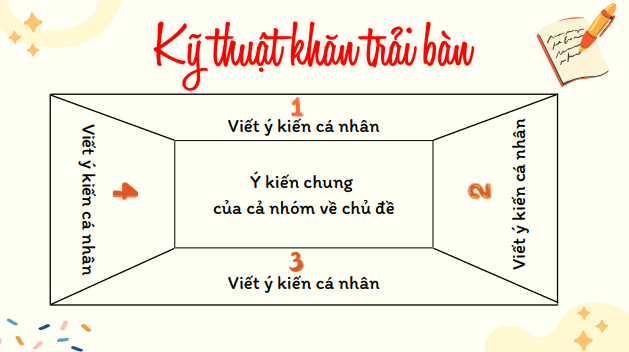 Kỹ thuật khăn trải bàn
1
Viết ý kiến cá nhân
4
Viết ý kiến cá nhân
Ý kiến chung
của cả nhóm về chủ đề
2
Viết ý kiến cá nhân
3
Viết ý kiến cá nhân